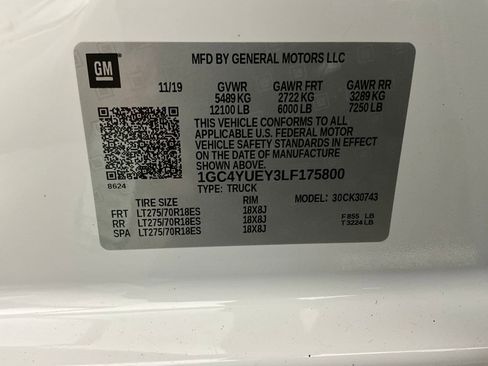 GM
MFD BY GENERAL MOTORS LLC
11/19 GVWR GAWR FRT GAWR RR
5489 KG 2722 KG 3289 KG
12100 LB 6000 LB 7250 LB
THIS VEHICLE CONFORMS TO ALL
APPLICABLE U.S. FEDERAL MOTOR
VEHICLE SAFETY STANDARDS IN EFFECT
ON THE DATE OF MANUFACTURE
SHOWN ABOVE.
8624
1GC4YUEY3LF175800
TYPE: TRUCK
MODEL: 30CK30743
TIRE SIZE RIM
FRT LT275/70R18ES 18X8J F 855 LB
RR LT275/70R18ES 18X8J T 3224 LB
SPA LT275/70R18ES 18X8J